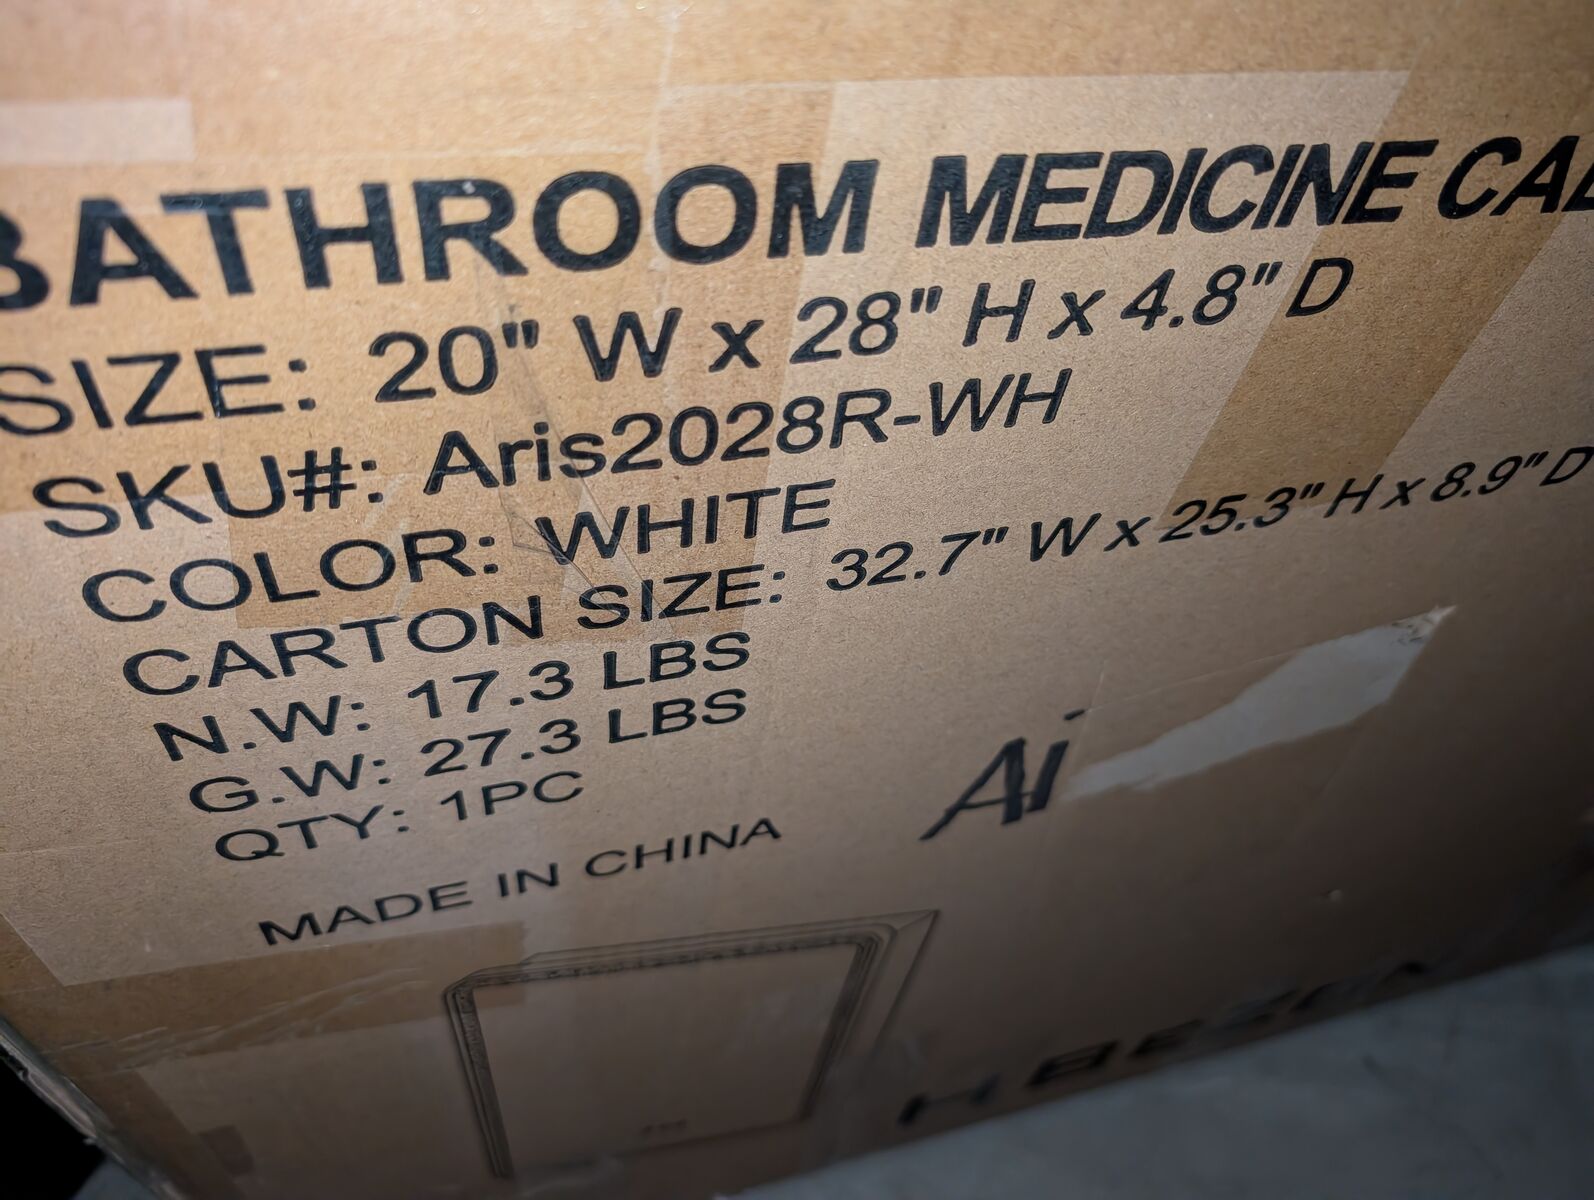 BATHROOM MEDICINE CAB
SIZE: 20" W x 28" H x 4.8" D
SKU#: Aris2028R-WH
COLOR: WHITE
CARTON SIZE: 32.7" W x 25.3" H x 8.9" D
N.W: 17.3 LBS
G.W: 27.3 LBS
QTY: 1PC
MADE IN CHINA